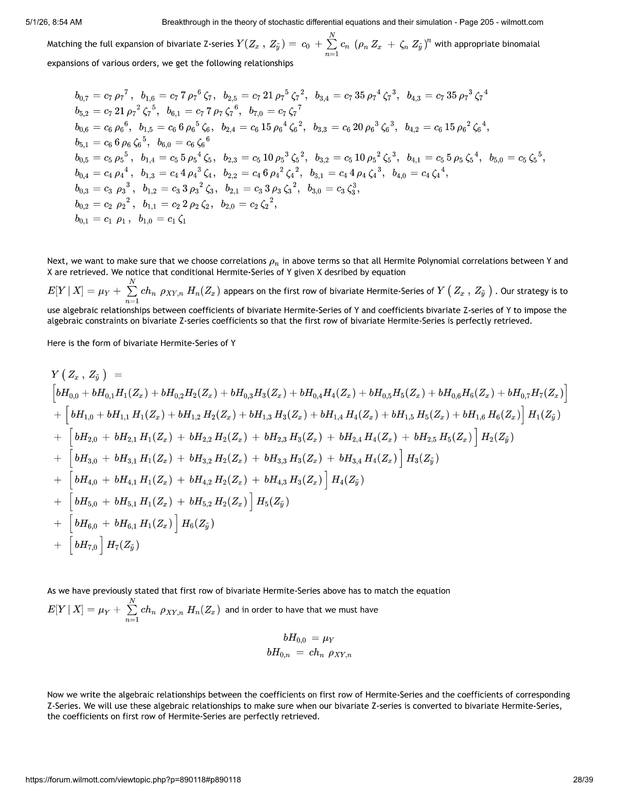 5/1/26, 8:54 AM Breakthrough in the theory of stochastic differential equations and their simulation - Page 205 - wilmott.com
Matching the full expansion of bivariate Z-series Y(Z_x , Z_ỹ) = c_0 + ∑_{n=1}^{N} c_n (ρ_n Z_x + ζ_n Z_ỹ)^n with appropriate binomaial
expansions of various orders, we get the following relationships
b_{0,7} = c_7 ρ_7^7, b_{1,6} = c_7 7 ρ_7^6 ζ_7, b_{2,5} = c_7 21 ρ_7^5 ζ_7^2, b_{3,4} = c_7 35 ρ_7^4 ζ_7^3, b_{4,3} = c_7 35 ρ_7^3 ζ_7^4
b_{5,2} = c_7 21 ρ_7^2 ζ_7^5, b_{6,1} = c_7 7 ρ_7 ζ_7^6, b_{7,0} = c_7 ζ_7^7
b_{0,6} = c_6 ρ_6^6, b_{1,5} = c_6 6 ρ_6^5 ζ_6, b_{2,4} = c_6 15 ρ_6^4 ζ_6^2, b_{3,3} = c_6 20 ρ_6^3 ζ_6^3, b_{4,2} = c_6 15 ρ_6^2 ζ_6^4,
b_{5,1} = c_6 6 ρ_6 ζ_6^5, b_{6,0} = c_6 ζ_6^6
b_{0,5} = c_5 ρ_5^5, b_{1,4} = c_5 5 ρ_5^4 ζ_5, b_{2,3} = c_5 10 ρ_5^3 ζ_5^2, b_{3,2} = c_5 10 ρ_5^2 ζ_5^3, b_{4,1} = c_5 5 ρ_5 ζ_5^4, b_{5,0} = c_5 ζ_5^5,
b_{0,4} = c_4 ρ_4^4, b_{1,3} = c_4 4 ρ_4^3 ζ_4, b_{2,2} = c_4 6 ρ_4^2 ζ_4^2, b_{3,1} = c_4 4 ρ_4 ζ_4^3, b_{4,0} = c_4 ζ_4^4,
b_{0,3} = c_3 ρ_3^3, b_{1,2} = c_3 3 ρ_3^2 ζ_3, b_{2,1} = c_3 3 ρ_3 ζ_3^2, b_{3,0} = c_3 ζ_3^3,
b_{0,2} = c_2 ρ_2^2, b_{1,1} = c_2 2 ρ_2 ζ_2, b_{2,0} = c_2 ζ_2^2,
b_{0,1} = c_1 ρ_1, b_{1,0} = c_1 ζ_1
Next, we want to make sure that we choose correlations ρ_n in above terms so that all Hermite Polynomial correlations between Y and
X are retrieved. We notice that conditional Hermite-Series of Y given X desribed by equation
E[Y | X] = μ_Y + ∑_{n=1}^{N} ch_n ρ_{XY,n} H_n(Z_x) appears on the first row of bivariate Hermite-Series of Y ( Z_x , Z_ỹ ) . Our strategy is to
use algebraic relationships between coefficients of bivariate Hermite-Series of Y and coefficients bivariate Z-series of Y to impose the
algebraic constraints on bivariate Z-series coefficients so that the first row of bivariate Hermite-Series is perfectly retrieved.
Here is the form of bivariate Hermite-Series of Y
Y ( Z_x , Z_ỹ ) =
[bH_{0,0} + bH_{0,1}H_1(Z_x) + bH_{0,2}H_2(Z_x) + bH_{0,3}H_3(Z_x) + bH_{0,4}H_4(Z_x) + bH_{0,5}H_5(Z_x) + bH_{0,6}H_6(Z_x) + bH_{0,7}H_7(Z_x)]
+ [bH_{1,0} + bH_{1,1} H_1(Z_x) + bH_{1,2} H_2(Z_x) + bH_{1,3} H_3(Z_x) + bH_{1,4} H_4(Z_x) + bH_{1,5} H_5(Z_x) + bH_{1,6} H_6(Z_x)] H_1(Z_ỹ)
+ [bH_{2,0} + bH_{2,1} H_1(Z_x) + bH_{2,2} H_2(Z_x) + bH_{2,3} H_3(Z_x) + bH_{2,4} H_4(Z_x) + bH_{2,5} H_5(Z_x)] H_2(Z_ỹ)
+ [bH_{3,0} + bH_{3,1} H_1(Z_x) + bH_{3,2} H_2(Z_x) + bH_{3,3} H_3(Z_x) + bH_{3,4} H_4(Z_x)] H_3(Z_ỹ)
+ [bH_{4,0} + bH_{4,1} H_1(Z_x) + bH_{4,2} H_2(Z_x) + bH_{4,3} H_3(Z_x)] H_4(Z_ỹ)
+ [bH_{5,0} + bH_{5,1} H_1(Z_x) + bH_{5,2} H_2(Z_x)] H_5(Z_ỹ)
+ [bH_{6,0} + bH_{6,1} H_1(Z_x)] H_6(Z_ỹ)
+ [bH_{7,0}] H_7(Z_ỹ)
As we have previously stated that first row of bivariate Hermite-Series above has to match the equation
E[Y | X] = μ_Y + ∑_{n=1}^{N} ch_n ρ_{XY,n} H_n(Z_x) and in order to have that we must have
bH_{0,0} = μ_Y
bH_{0,n} = ch_n ρ_{XY,n}
Now we write the algebraic relationships between the coefficients on first row of Hermite-Series and the coefficients of corresponding
Z-Series. We will use these algebraic relationships to make sure when our bivariate Z-series is converted to bivariate Hermite-Series,
the coefficients on first row of Hermite-Series are perfectly retrieved.
https://forum.wilmott.com/viewtopic.php?p=890118#p890118 28/39